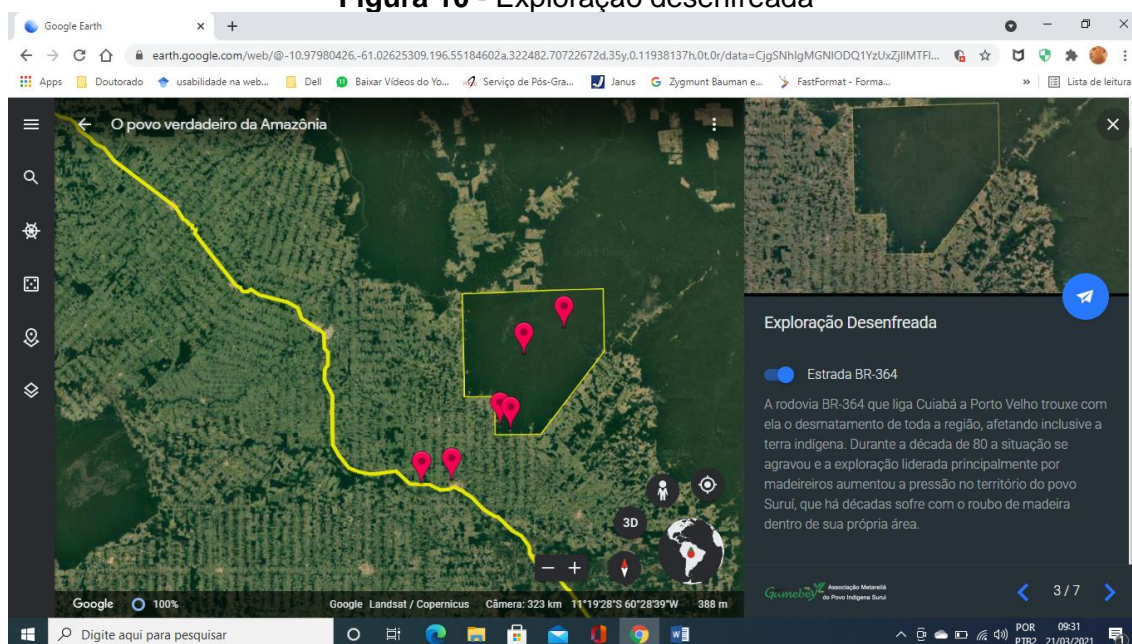 Figura 10 - Exploração desenfreada
Google Earth
earth.google.com/web/@-10.97980426,-61.02625309,196.55184602a,322482.70722672d,35y,0.11938137h,0t,0r/data=CjgSNhIgMGNlODQ1YzUxZjllMTFl...
Apps Doutorado usabilidade na web... Dell Baixar Vídeos do Yo... Serviço de Pós-Gra... Janus Zygmunt Bauman e... FastFormat - Forma... » Lista de leitura
O povo verdadeiro da Amazônia
Exploração Desenfreada
Estrada BR-364
A rodovia BR-364 que liga Cuiabá a Porto Velho trouxe com
ela o desmatamento de toda a região, afetando inclusive a
terra indígena. Durante a década de 80 a situação se
agravou e a exploração liderada principalmente por
madeireiros aumentou a pressão no território do povo
Suruí, que há décadas sofre com o roubo de madeira
dentro de sua própria área.
3D
Gamebey Associação Metareilá
do Povo Indígena Suruí
3 / 7
Google 100% Google Landsat / Copernicus Câmera: 323 km 11°19'28"S 60°28'39"W 388 m
Digite aqui para pesquisar
POR
PTB2
09:31
21/03/2021